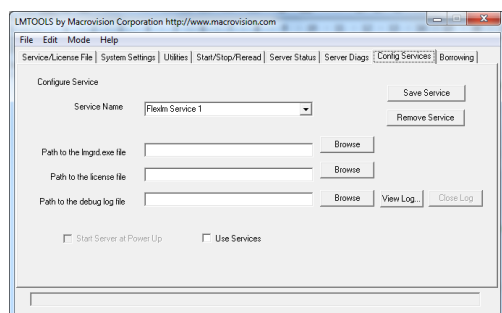 LMTOOLS by Macrovision Corporation http://www.macrovision.com
File Edit Mode Help
Service/License File System Settings Utilities Start/Stop/Reread Server Status Server Diags Config Services Borrowing
Configure Service
Save Service
Service Name Flexlm Service 1
Remove Service
Path to the lmgrd.exe file Browse
Path to the license file Browse
Path to the debug log file Browse View Log... Close Log
Start Server at Power Up Use Services